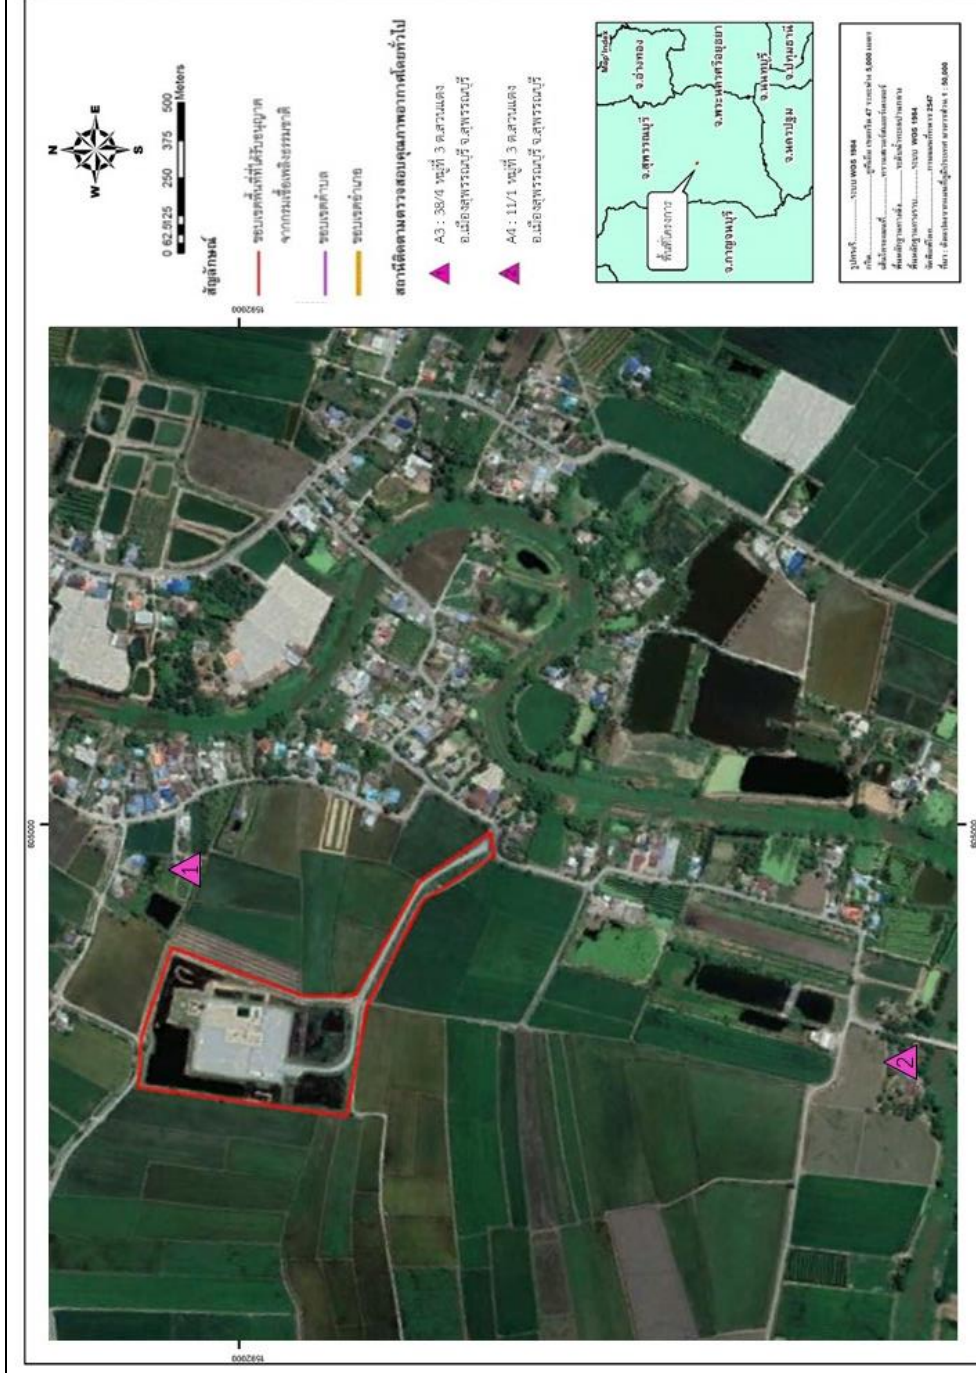 N
W
E
S
0 62.5125 250 375 500
Meters
สัญลักษณ์
ขอบเขตพื้นที่ที่ได้รับอนุญาต
จากกรมเชื้อเพลิงธรรมชาติ
ขอบเขตตำบล
ขอบเขตอำเภอ
สถานีติดตามตรวจสอบคุณภาพอากาศโดยทั่วไป
A3 : 38/4 หมู่ที่ 3 ต.สวนแตง
อ.เมืองสุพรรณบุรี จ.สุพรรณบุรี
A4 : 11/1 หมู่ที่ 3 ต.สวนแตง
อ.เมืองสุพรรณบุรี จ.สุพรรณบุรี
Map Index
จ.อ่างทอง
จ.สุพรรณบุรี
จ.พระนครศรีอยุธยา
พื้นที่โครงการ
จ.กาญจนบุรี
จ.นครปฐม
จ.นนทบุรี
จ.ปทุมธานี
ระบบ WGS 1984
ระบบ WGS 1984
605000
605000
1592000
1592000
1
2